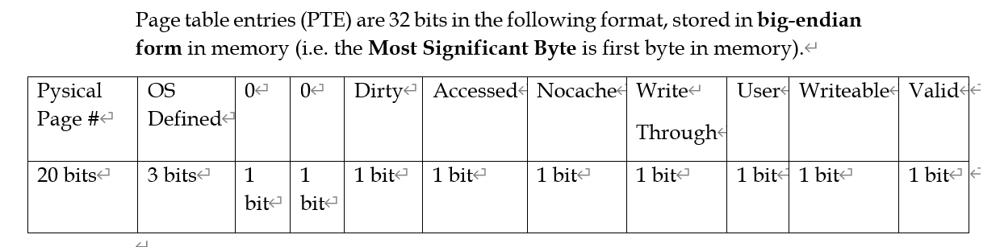 Page table entries (PTE) are 32 bits in the following format, stored in big-endian
form in memory (i.e. the Most Significant Byte is first byte in memory).↵
Pysical Page #↵ OS Defined↵ 0↵ 0↵ Dirty↵ Accessed↵ Nocache↵ Write↵ Through↵ User↵ Writeable↵ Valid↵↵
20 bits↵ 3 bits↵ 1 bit↵ 1 bit↵ 1 bit↵ 1 bit↵ 1 bit↵ 1 bit↵ 1 bit↵ 1 bit↵ 1 bit↵↵
↵